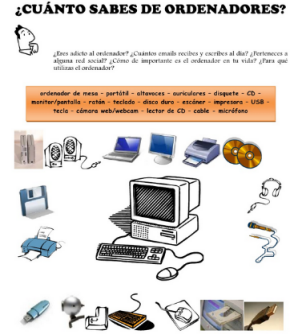 ¿CUÁNTO SABES DE ORDENADORES?
¿Eres adicto al ordenador? ¿Cuántos emails recibes y escribes al día? ¿Perteneces a
alguna red social? ¿Cómo de importante es el ordenador en tu vida? ¿Para qué
utilizas el ordenador?
ordenador de mesa - portátil - altavoces - auriculares - disquete - CD -
monitor/pantalla - ratón - teclado - disco duro - escáner - impresora - USB -
tecla - cámara web/webcam - lector de CD - cable - micrófono